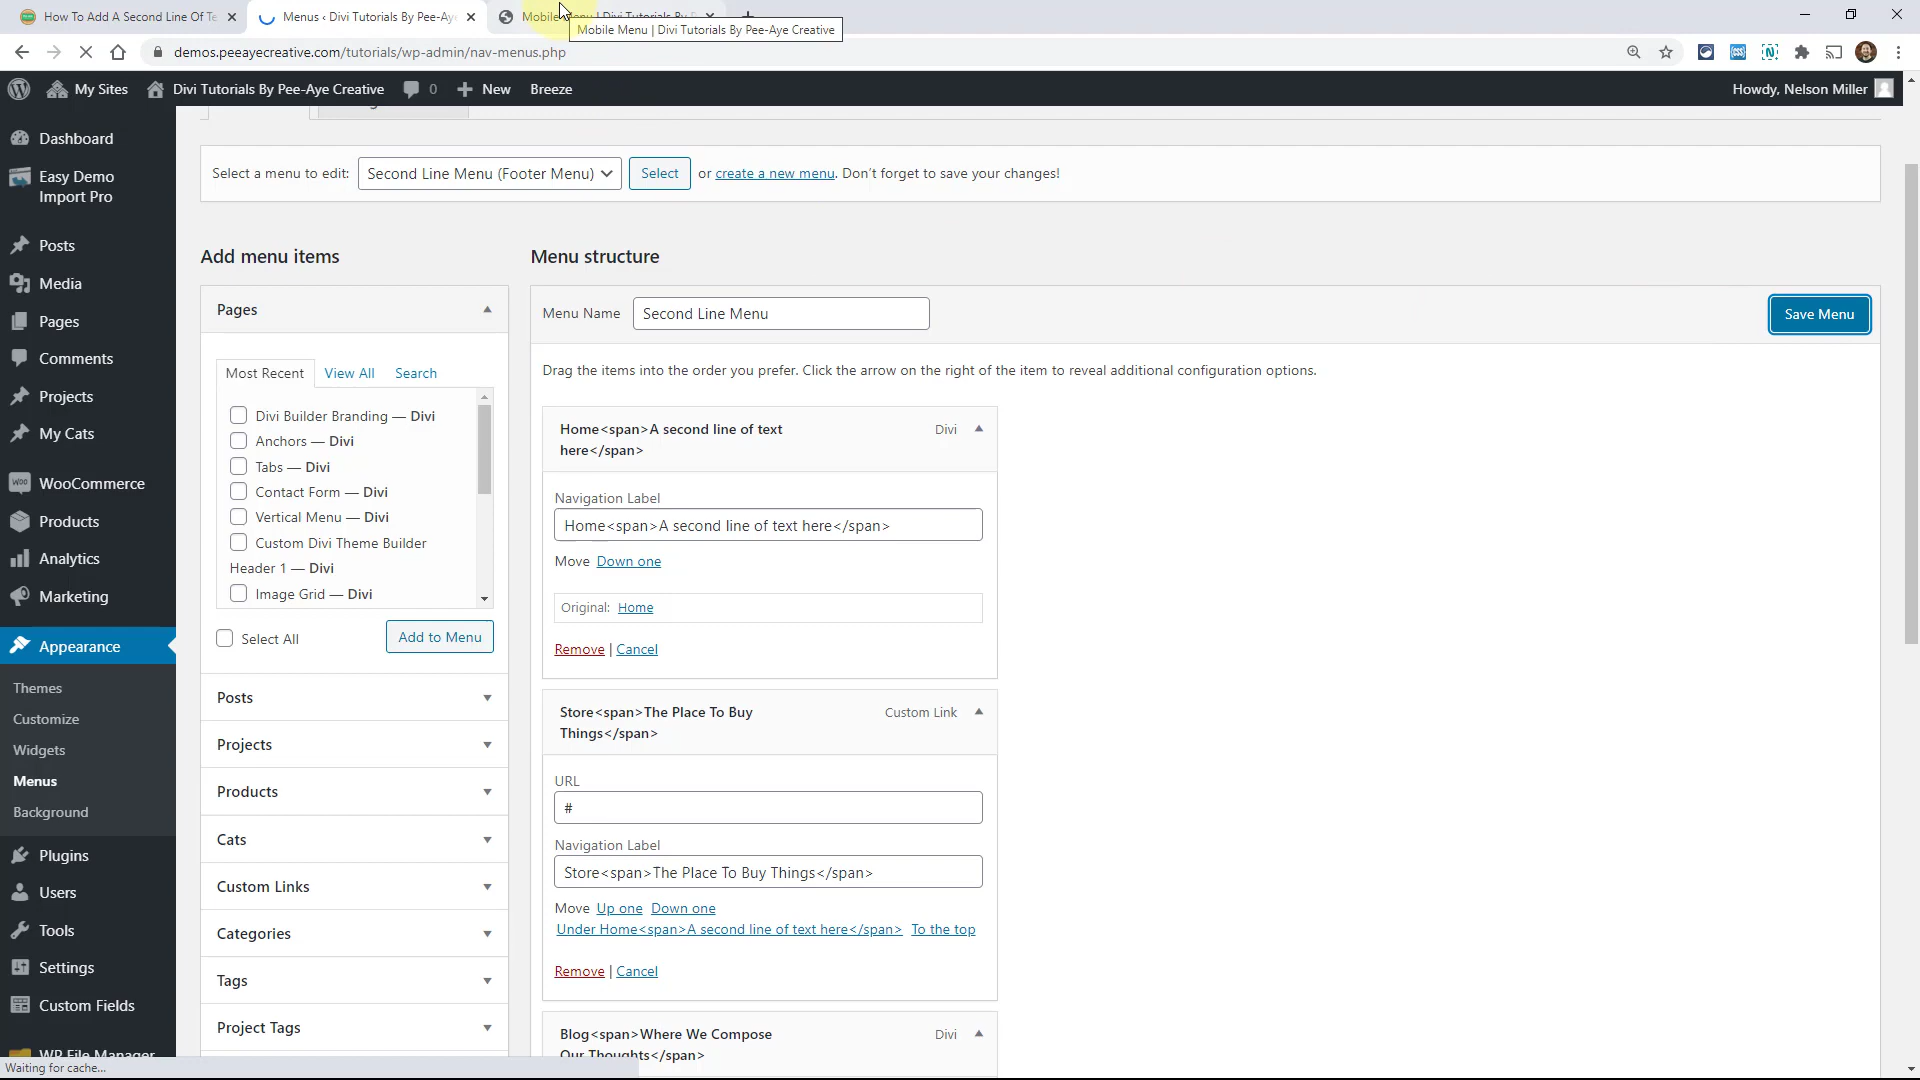 How To Add A Second Line Of Te
Menus ‹ Divi Tutorials By Pee-Aye
Mobile Menu | Divi Tutorials By P
Mobile Menu | Divi Tutorials By Pee-Aye Creative
demos.peeayecreative.com/tutorials/wp-admin/nav-menus.php
My Sites
Divi Tutorials By Pee-Aye Creative
0
New
Breeze
Howdy, Nelson Miller
Dashboard
Easy Demo
Import Pro
Posts
Media
Pages
Comments
Projects
My Cats
WooCommerce
Products
Analytics
Marketing
Appearance
Themes
Customize
Widgets
Menus
Background
Plugins
Users
Tools
Settings
Custom Fields
WP File Manager
Select a menu to edit:
Second Line Menu (Footer Menu)
Select
or create a new menu. Don't forget to save your changes!
Add menu items
Pages
Most Recent
View All
Search
Divi Builder Branding — Divi
Anchors — Divi
Tabs — Divi
Contact Form — Divi
Vertical Menu — Divi
Custom Divi Theme Builder
Header 1 — Divi
Image Grid — Divi
Select All
Add to Menu
Posts
Projects
Products
Cats
Custom Links
Categories
Tags
Project Tags
Menu structure
Menu Name
Second Line Menu
Save Menu
Drag the items into the order you prefer. Click the arrow on the right of the item to reveal additional configuration options.
Home<span>A second line of text
here</span>
Divi
Navigation Label
Home<span>A second line of text here</span>
Move Down one
Original: Home
Remove | Cancel
Store<span>The Place To Buy
Things</span>
Custom Link
URL
#
Navigation Label
Store<span>The Place To Buy Things</span>
Move Up one Down one
Under Home<span>A second line of text here</span> To the top
Remove | Cancel
Blog<span>Where We Compose
Our Thoughts</span>
Divi
Waiting for cache...